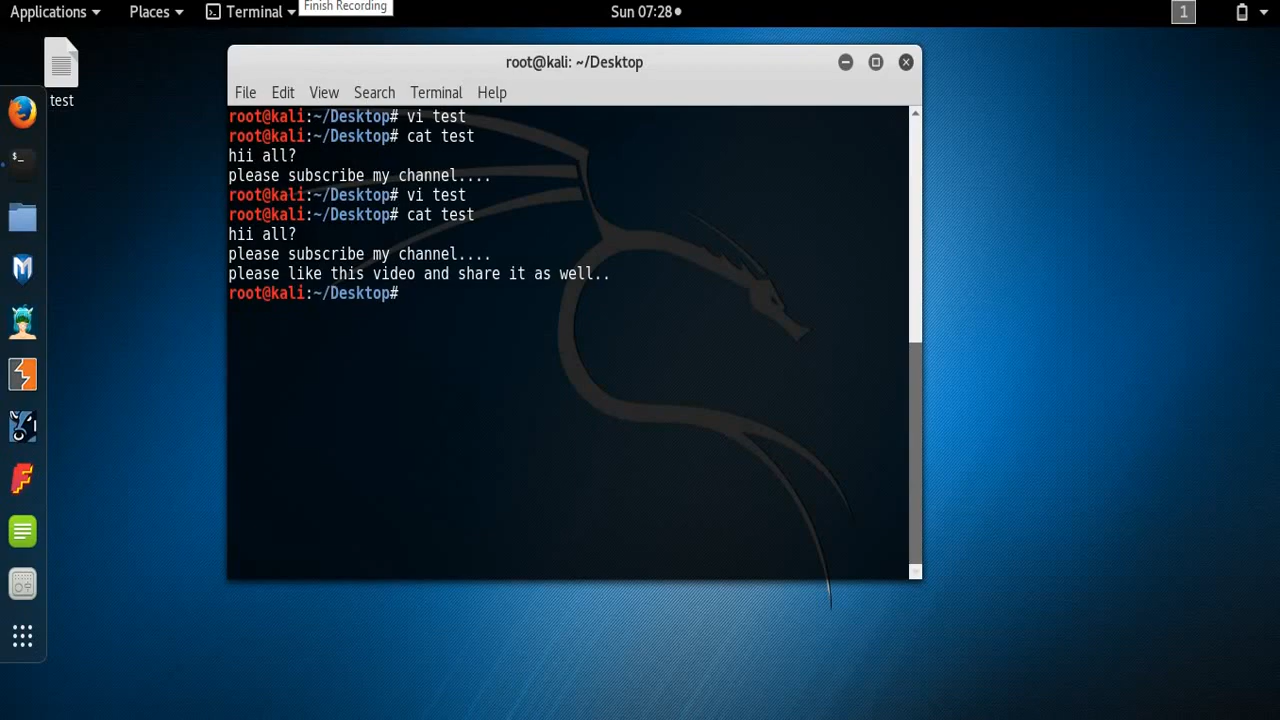 Applications Places Terminal Finish Recording Sun 07:28 1
test
root@kali: ~/Desktop
File Edit View Search Terminal Help
root@kali:~/Desktop# vi test
root@kali:~/Desktop# cat test
hii all?
please subscribe my channel....
root@kali:~/Desktop# vi test
root@kali:~/Desktop# cat test
hii all?
please subscribe my channel....
please like this video and share it as well..
root@kali:~/Desktop#